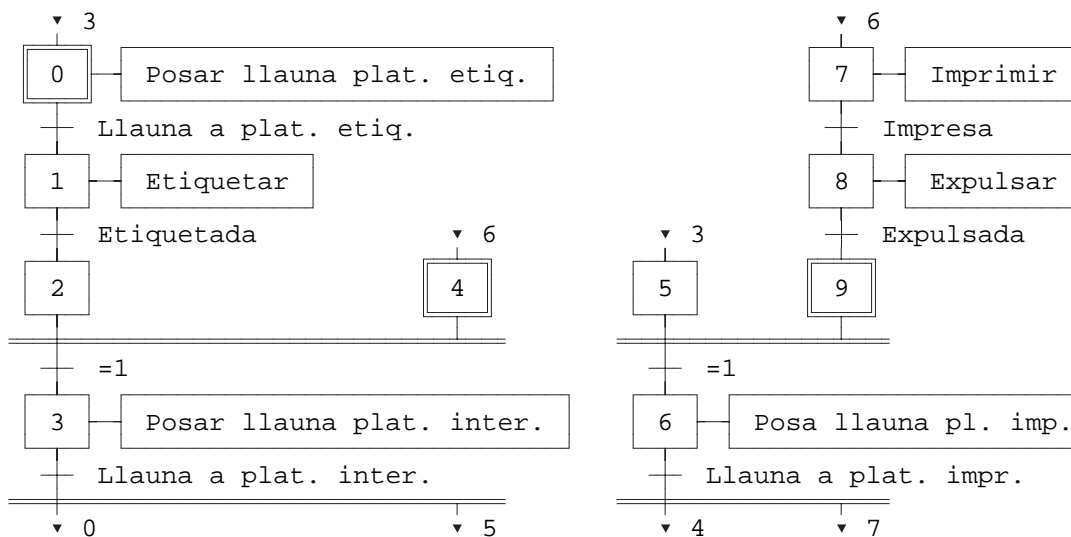 3 6
0 Posar llauna plat. etiq. 7 Imprimir
Llauna a plat. etiq. Impresa
1 Etiquetar 8 Expulsar
Etiquetada 6 3 Expulsada
2 4 5 9
=1 =1
3 Posar llauna plat. inter. 6 Posa llauna pl. imp.
Llauna a plat. inter. Llauna a plat. impr.
0 5 4 7